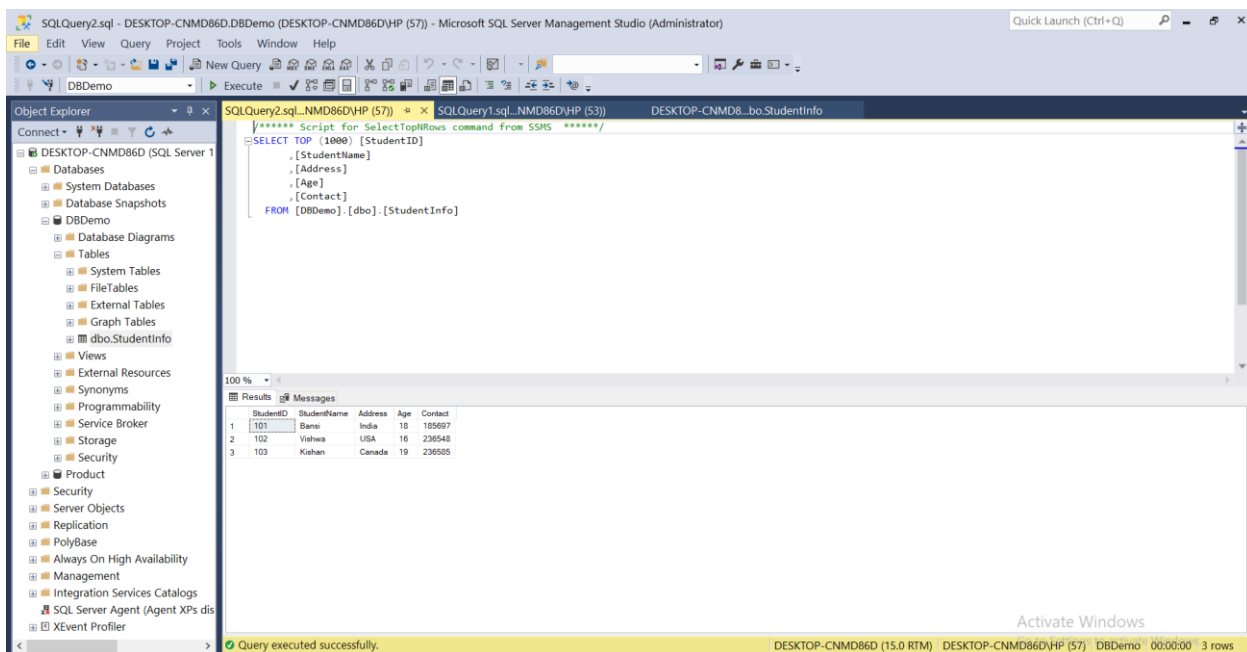 SQLQuery2.sql - DESKTOP-CNMD86D.DBDemo (DESKTOP-CNMD86D\HP (57)) - Microsoft SQL Server Management Studio (Administrator)
Quick Launch (Ctrl+Q)
File Edit View Query Project Tools Window Help
New Query
DBDemo
Execute
Object Explorer
Connect
DESKTOP-CNMD86D (SQL Server 1
Databases
System Databases
Database Snapshots
DBDemo
Database Diagrams
Tables
System Tables
FileTables
External Tables
Graph Tables
dbo.StudentInfo
Views
External Resources
Synonyms
Programmability
Service Broker
Storage
Security
Product
Security
Server Objects
Replication
PolyBase
Always On High Availability
Management
Integration Services Catalogs
SQL Server Agent (Agent XPs dis
XEvent Profiler
SQLQuery2.sql...NMD86D\HP (57)) SQLQuery1.sql...NMD86D\HP (53)) DESKTOP-CNMD8...bo.StudentInfo
/****** Script for SelectTopNRows command from SSMS ******/
SELECT TOP (1000) [StudentID]
,[StudentName]
,[Address]
,[Age]
,[Contact]
FROM [DBDemo].[dbo].[StudentInfo]
100 %
Results Messages
StudentID StudentName Address Age Contact
1 101 Bansi India 18 185697
2 102 Vishwa USA 16 236548
3 103 Kishan Canada 19 236585
Activate Windows
Go to Settings to activate Windows.
Query executed successfully.
DESKTOP-CNMD86D (15.0 RTM) DESKTOP-CNMD86D\HP (57) DBDemo 00:00:00 3 rows